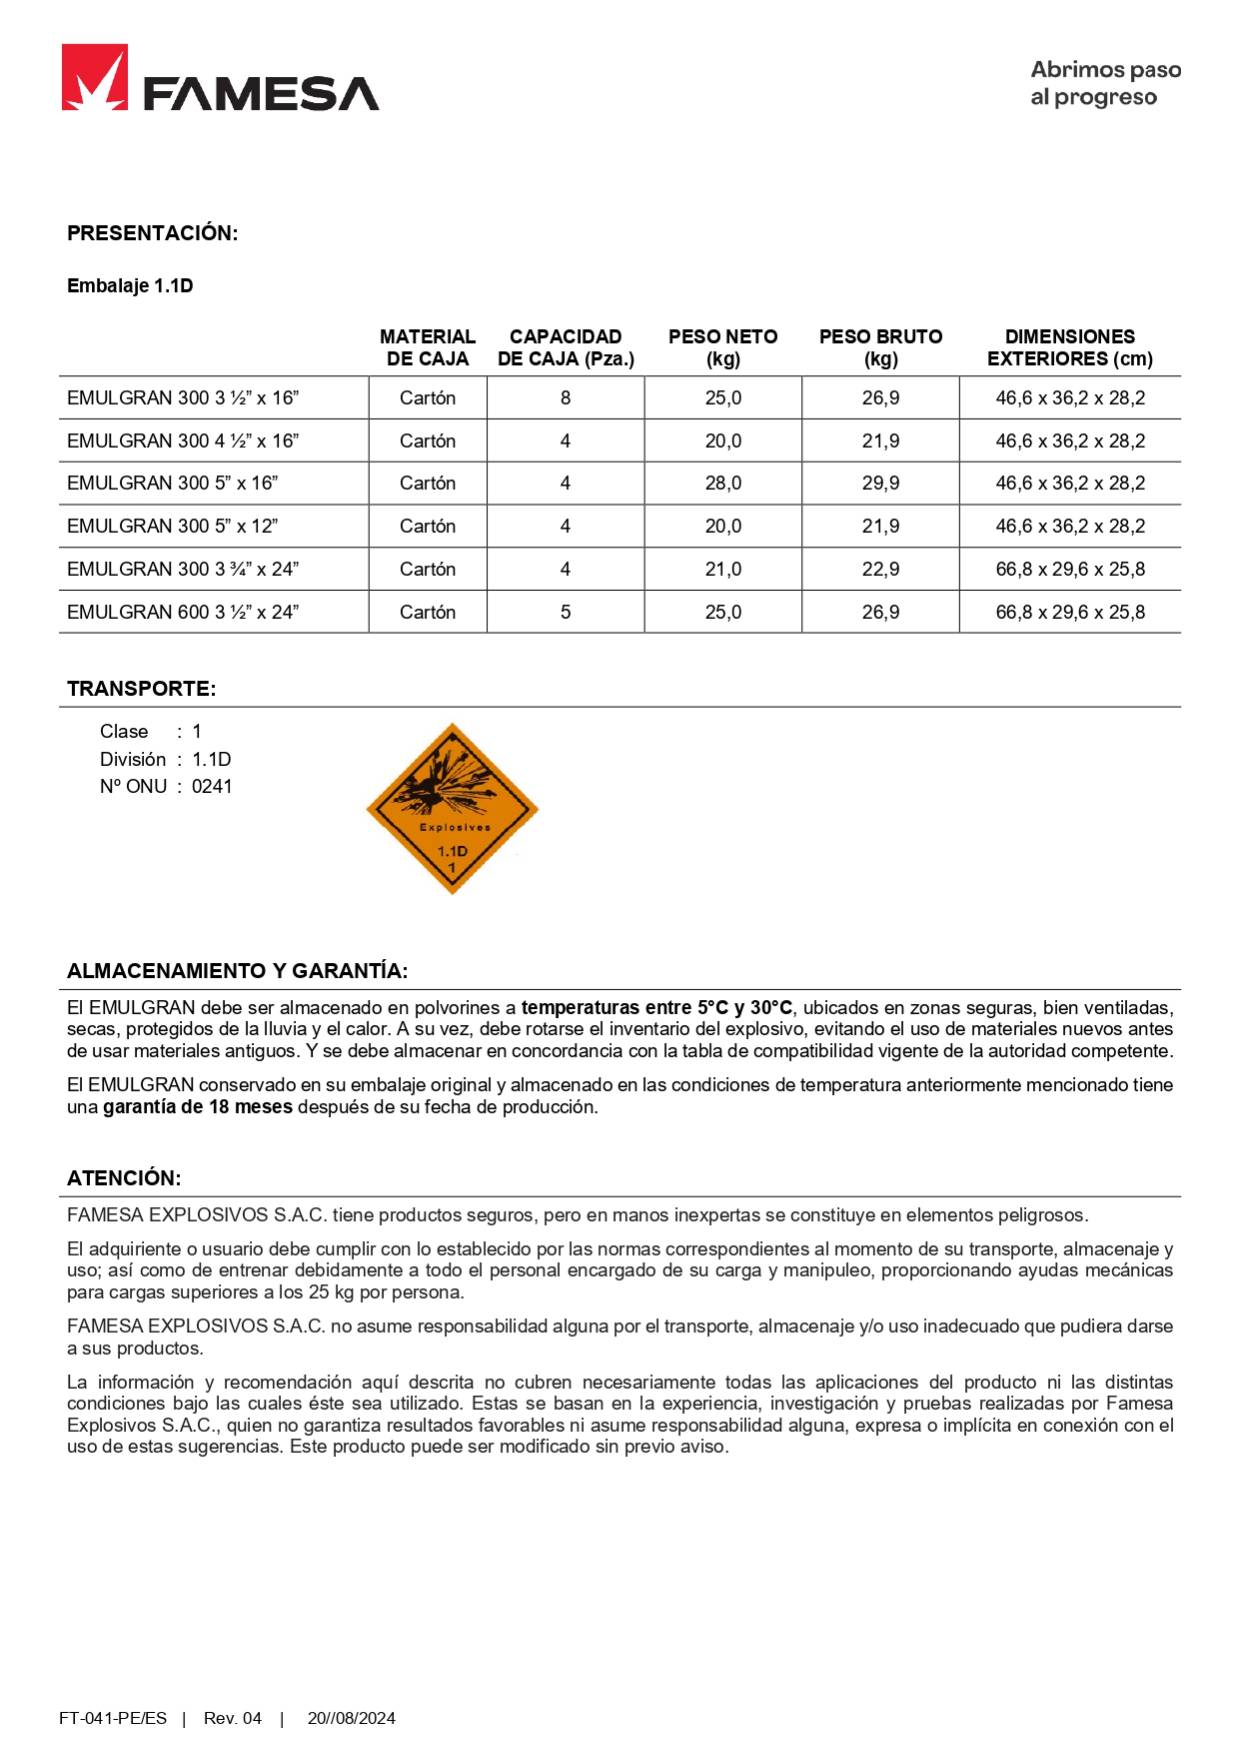 FAMESA
Abrimos paso
al progreso
PRESENTACIÓN:
Embalaje 1.1D
MATERIAL DE CAJA CAPACIDAD DE CAJA (Pza.) PESO NETO (kg) PESO BRUTO (kg) DIMENSIONES EXTERIORES (cm)
EMULGRAN 300 3 ½” x 16” Cartón 8 25,0 26,9 46,6 x 36,2 x 28,2
EMULGRAN 300 4 ½” x 16” Cartón 4 20,0 21,9 46,6 x 36,2 x 28,2
EMULGRAN 300 5” x 16” Cartón 4 28,0 29,9 46,6 x 36,2 x 28,2
EMULGRAN 300 5” x 12” Cartón 4 20,0 21,9 46,6 x 36,2 x 28,2
EMULGRAN 300 3 ¾” x 24” Cartón 4 21,0 22,9 66,8 x 29,6 x 25,8
EMULGRAN 600 3 ½” x 24” Cartón 5 25,0 26,9 66,8 x 29,6 x 25,8
TRANSPORTE:
Clase : 1
División : 1.1D
Nº ONU : 0241
Explosives
1.1D
1
ALMACENAMIENTO Y GARANTÍA:
El EMULGRAN debe ser almacenado en polvorines a temperaturas entre 5°C y 30°C, ubicados en zonas seguras, bien ventiladas,
secas, protegidos de la lluvia y el calor. A su vez, debe rotarse el inventario del explosivo, evitando el uso de materiales nuevos antes
de usar materiales antiguos. Y se debe almacenar en concordancia con la tabla de compatibilidad vigente de la autoridad competente.
El EMULGRAN conservado en su embalaje original y almacenado en las condiciones de temperatura anteriormente mencionado tiene
una garantía de 18 meses después de su fecha de producción.
ATENCIÓN:
FAMESA EXPLOSIVOS S.A.C. tiene productos seguros, pero en manos inexpertas se constituye en elementos peligrosos.
El adquiriente o usuario debe cumplir con lo establecido por las normas correspondientes al momento de su transporte, almacenaje y
uso; así como de entrenar debidamente a todo el personal encargado de su carga y manipuleo, proporcionando ayudas mecánicas
para cargas superiores a los 25 kg por persona.
FAMESA EXPLOSIVOS S.A.C. no asume responsabilidad alguna por el transporte, almacenaje y/o uso inadecuado que pudiera darse
a sus productos.
La información y recomendación aquí descrita no cubren necesariamente todas las aplicaciones del producto ni las distintas
condiciones bajo las cuales éste sea utilizado. Estas se basan en la experiencia, investigación y pruebas realizadas por Famesa
Explosivos S.A.C., quien no garantiza resultados favorables ni asume responsabilidad alguna, expresa o implícita en conexión con el
uso de estas sugerencias. Este producto puede ser modificado sin previo aviso.
FT-041-PE/ES | Rev. 04 | 20//08/2024